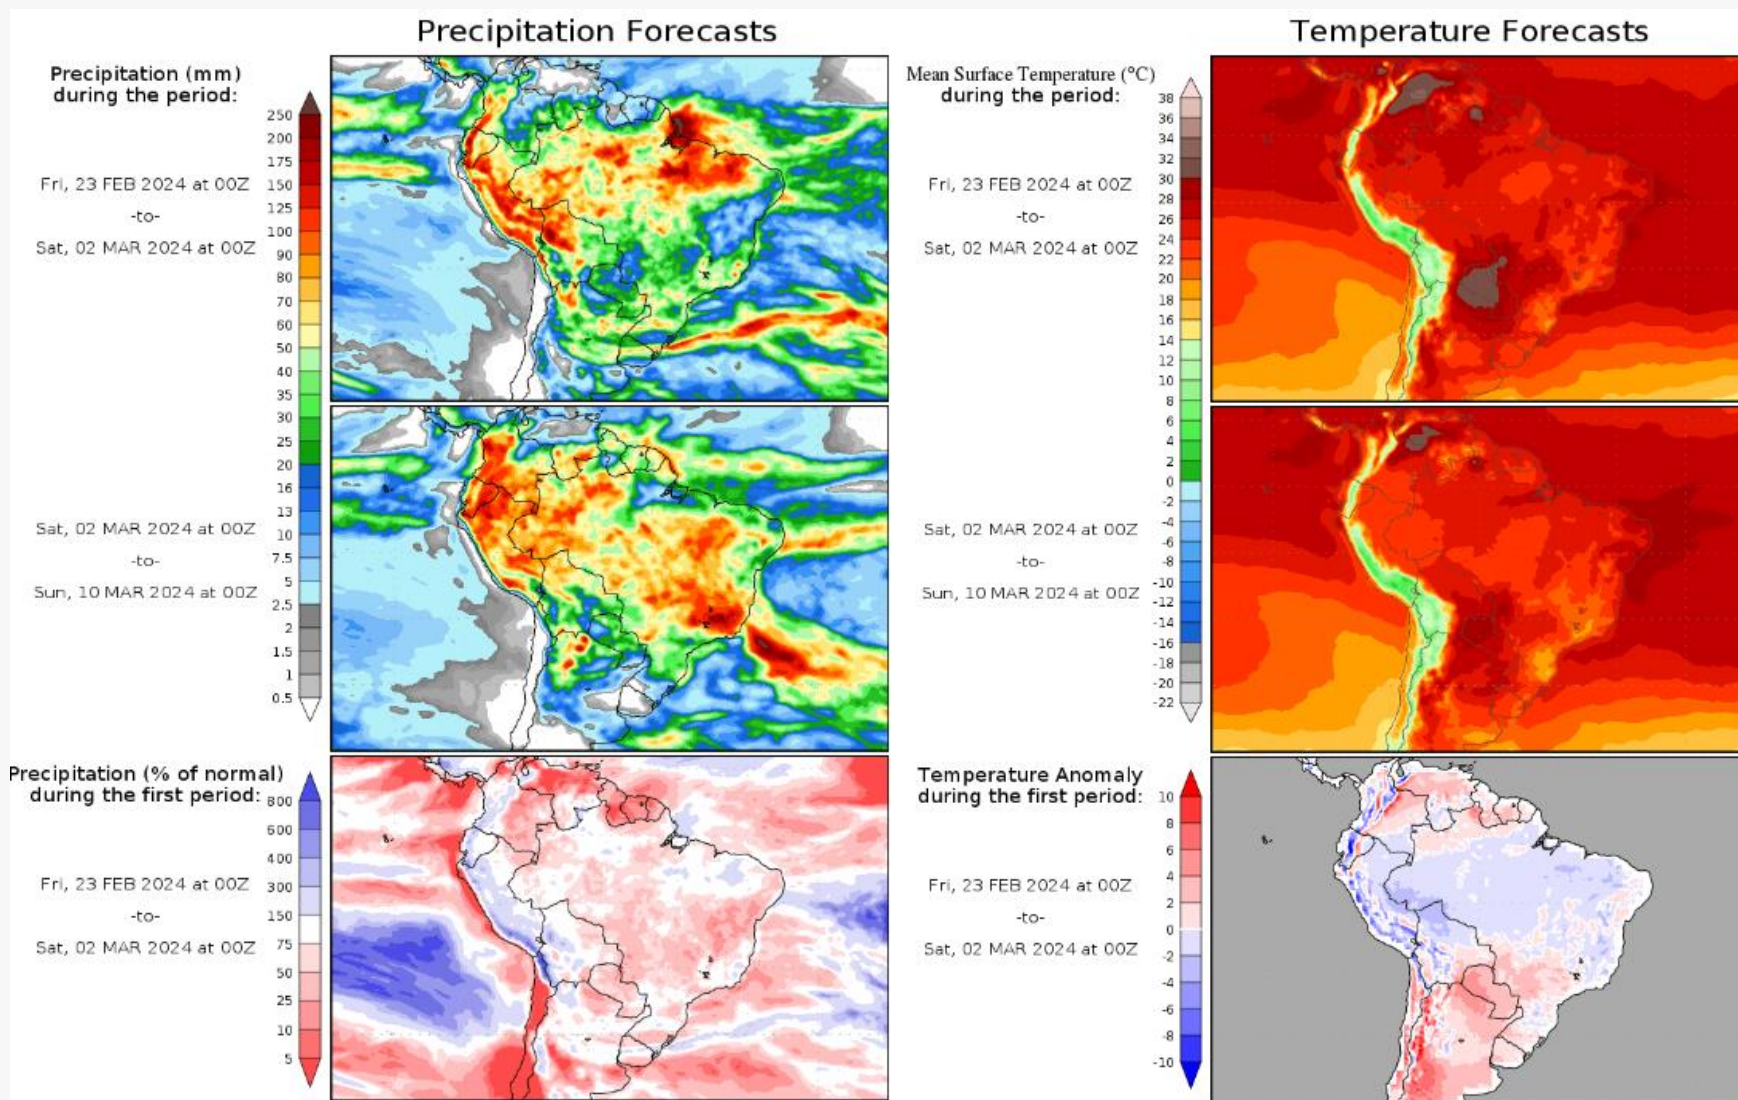 Precipitation Forecasts
Temperature Forecasts
Precipitation (mm)
during the period:
250
200
175
150
125
100
90
80
70
60
50
40
35
30
25
20
16
13
10
7.5
5
2.5
2
1.5
1
0.5
Fri, 23 FEB 2024 at 00Z
-to-
Sat, 02 MAR 2024 at 00Z
Sat, 02 MAR 2024 at 00Z
-to-
Sun, 10 MAR 2024 at 00Z
Precipitation (% of normal)
during the first period:
800
600
400
300
150
75
50
25
10
5
Fri, 23 FEB 2024 at 00Z
-to-
Sat, 02 MAR 2024 at 00Z
Mean Surface Temperature (°C)
during the period:
38
36
34
32
30
28
26
24
22
20
18
16
14
12
10
8
6
4
2
0
-2
-4
-6
-8
-10
-12
-14
-16
-18
-20
-22
Fri, 23 FEB 2024 at 00Z
-to-
Sat, 02 MAR 2024 at 00Z
Sat, 02 MAR 2024 at 00Z
-to-
Sun, 10 MAR 2024 at 00Z
Temperature Anomaly
during the first period:
10
8
6
4
2
0
-2
-4
-6
-8
-10
Fri, 23 FEB 2024 at 00Z
-to-
Sat, 02 MAR 2024 at 00Z